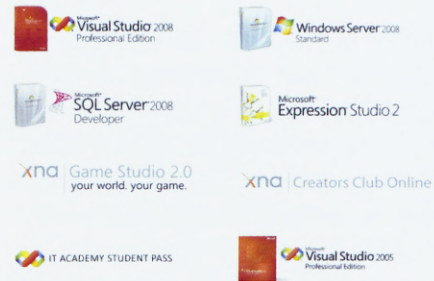 Microsoft
Visual Studio 2008
Professional Edition
Windows Server 2008
Standard
Microsoft
SQL Server 2008
Developer
Microsoft
Expression Studio 2
xna Game Studio 2.0
your world. your game.
xna Creators Club Online
IT ACADEMY STUDENT PASS
Microsoft
Visual Studio 2005
Professional Edition